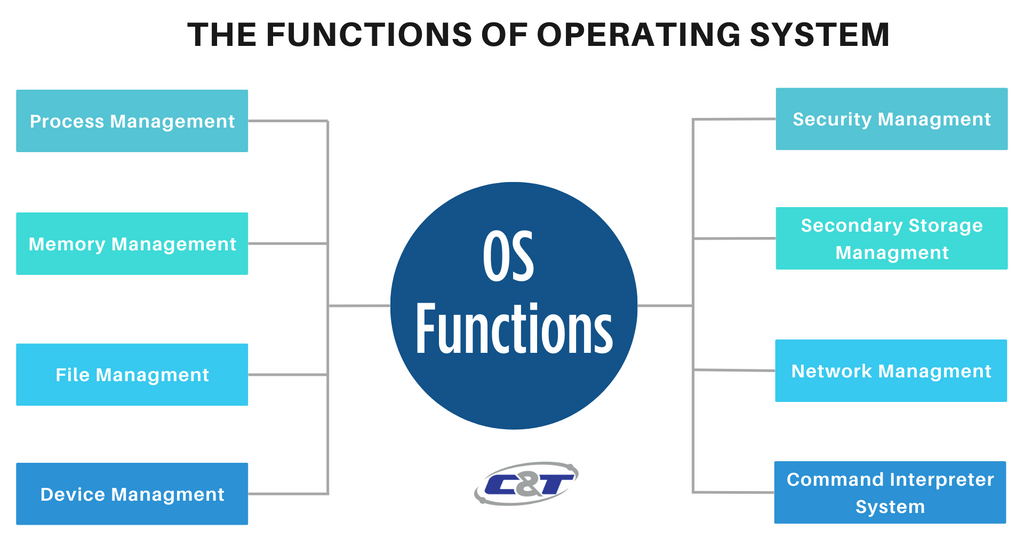 THE FUNCTIONS OF OPERATING SYSTEM
Process Management
Memory Management
File Managment
Device Managment
OS
Functions
C&T
Security Managment
Secondary Storage
Managment
Network Managment
Command Interpreter
System